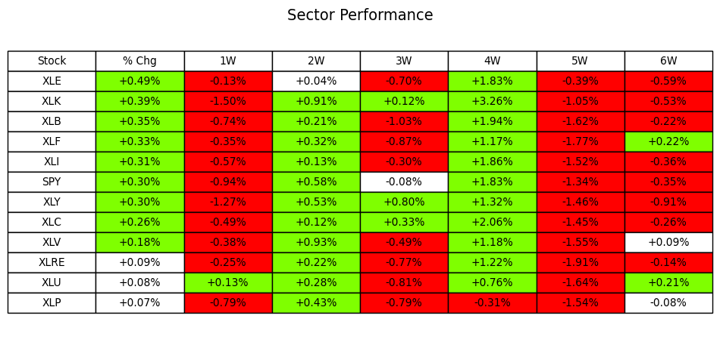 Sector Performance
Stock % Chg 1W 2W 3W 4W 5W 6W
XLE +0.49% -0.13% +0.04% -0.70% +1.83% -0.39% -0.59%
XLK +0.39% -1.50% +0.91% +0.12% +3.26% -1.05% -0.53%
XLB +0.35% -0.74% +0.21% -1.03% +1.94% -1.62% -0.22%
XLF +0.33% -0.35% +0.32% -0.87% +1.17% -1.77% +0.22%
XLI +0.31% -0.57% +0.13% -0.30% +1.86% -1.52% -0.36%
SPY +0.30% -0.94% +0.58% -0.08% +1.83% -1.34% -0.35%
XLY +0.30% -1.27% +0.53% +0.80% +1.32% -1.46% -0.91%
XLC +0.26% -0.49% +0.12% +0.33% +2.06% -1.45% -0.26%
XLV +0.18% -0.38% +0.93% -0.49% +1.18% -1.55% +0.09%
XLRE +0.09% -0.25% +0.22% -0.77% +1.22% -1.91% -0.14%
XLU +0.08% +0.13% +0.28% -0.81% +0.76% -1.64% +0.21%
XLP +0.07% -0.79% +0.43% -0.79% -0.31% -1.54% -0.08%